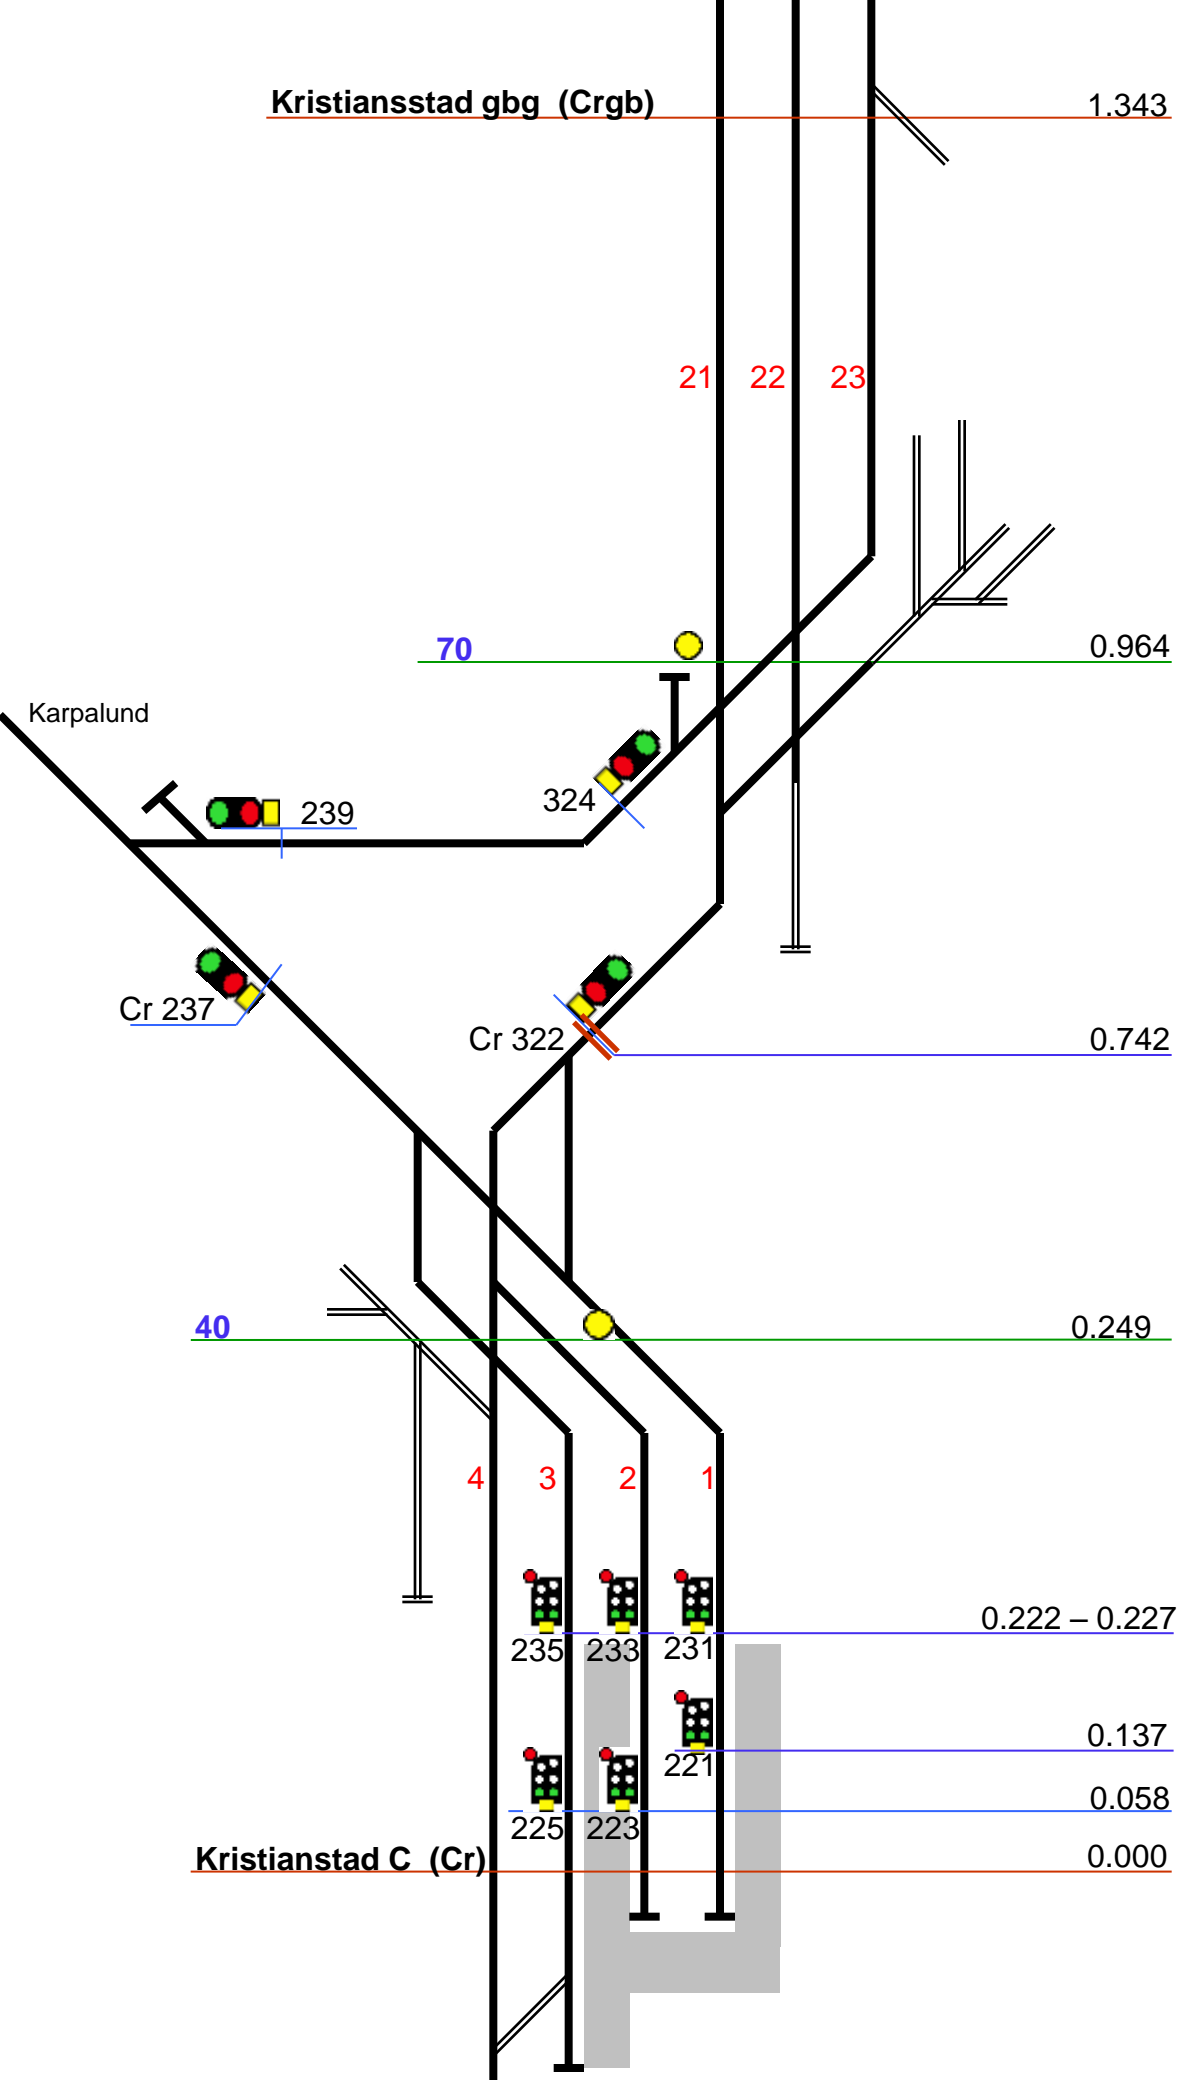 Kristiansstad gbg (Crgb) 1.343
21 22 23
70 0.964
Karpalund
324
239
Cr 237
Cr 322 0.742
40 0.249
4 3 2 1
0.222 – 0.227
235 233 231
0.137
221
0.058
225 223
Kristianstad C (Cr) 0.000